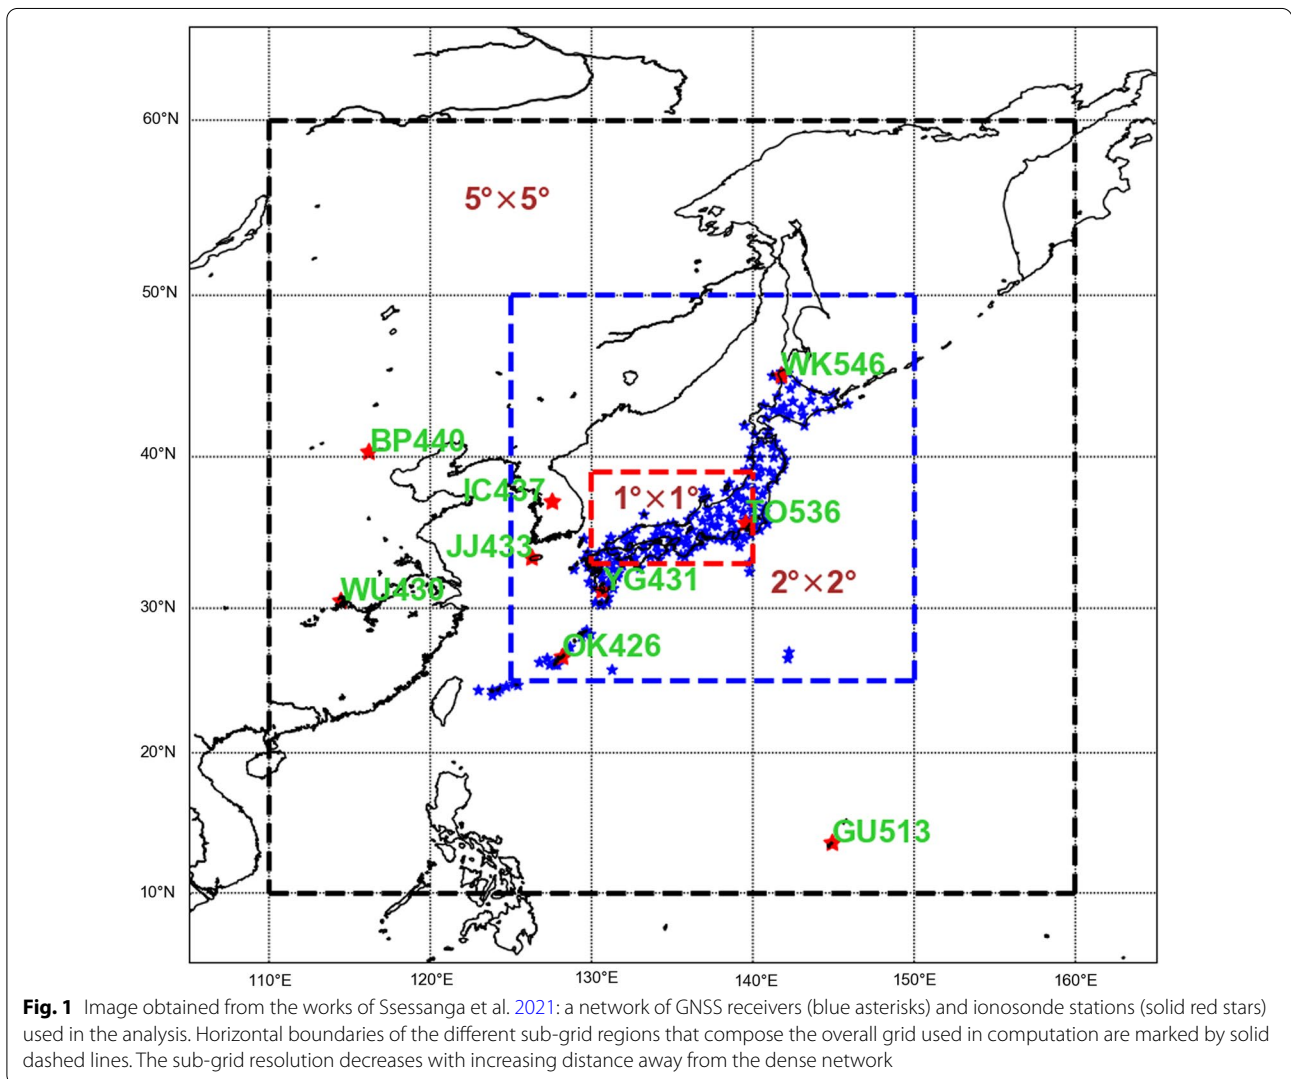 60°N
5°×5°
50°N
WK546
BP440
40°N
IC437
1°×1°
TO536
JJ433
WU430
YG431
2°×2°
30°N
OK426
20°N
GU513
10°N
110°E 120°E 130°E 140°E 150°E 160°E
Fig. 1 Image obtained from the works of Ssessanga et al. 2021: a network of GNSS receivers (blue asterisks) and ionosonde stations (solid red stars)
used in the analysis. Horizontal boundaries of the different sub-grid regions that compose the overall grid used in computation are marked by solid
dashed lines. The sub-grid resolution decreases with increasing distance away from the dense network